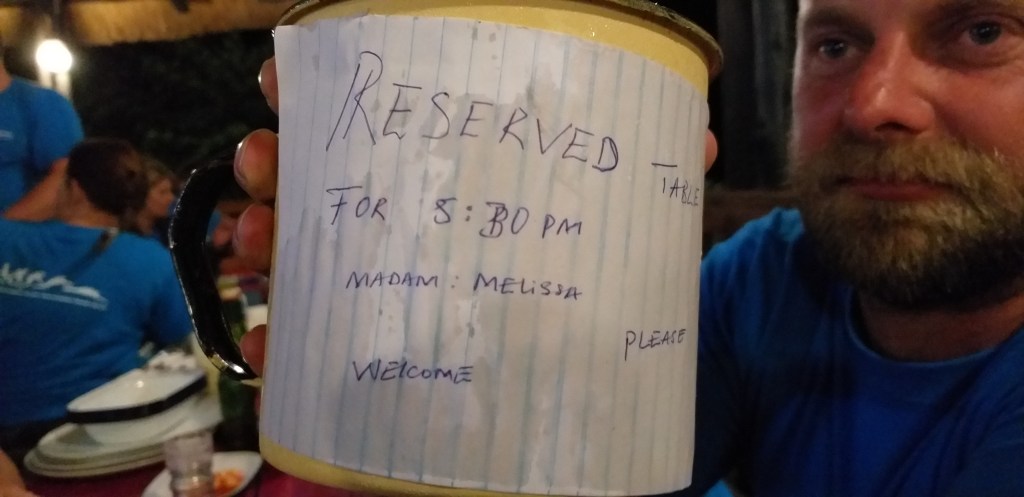 RESERVED TABLE
FOR 8:30 PM
MADAM: MELISSA
PLEASE
WELCOME